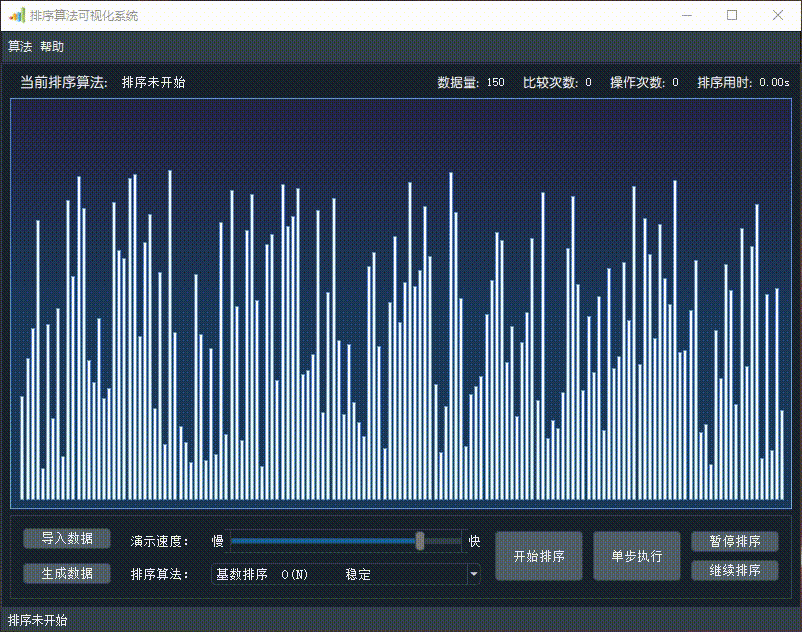 排序算法可视化系统
算法 帮助
当前排序算法: 排序未开始 数据量: 150 比较次数: 0 操作次数: 0 排序用时: 0.00s
导入数据 演示速度: 慢 快
生成数据 排序算法: 基数排序 O(N) 稳定
开始排序 单步执行 暂停排序
继续排序
排序未开始